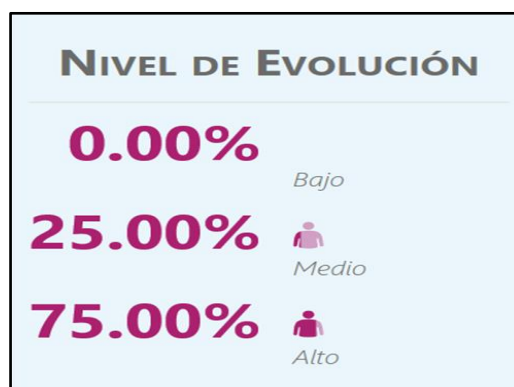 NIVEL DE EVOLUCIÓN
0.00%
Bajo
25.00%
Medio
75.00%
Alto